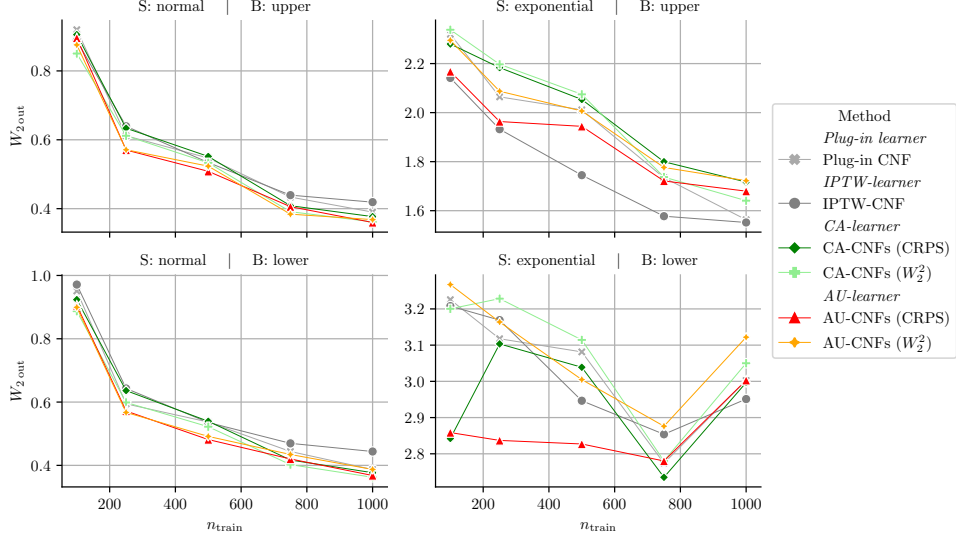 S: normal | B: upper
S: exponential | B: upper
W2 out
0.8
0.6
0.4
2.2
2.0
1.8
1.6
Method
Plug-in learner
Plug-in CNF
IPTW-learner
IPTW-CNF
CA-learner
CA-CNFs (CRPS)
CA-CNFs (W₂²)
AU-learner
AU-CNFs (CRPS)
AU-CNFs (W₂²)
S: normal | B: lower
S: exponential | B: lower
W2 out
1.0
0.8
0.6
0.4
3.2
3.1
3.0
2.9
2.8
200 400 600 800 1000
200 400 600 800 1000
ntrain
ntrain